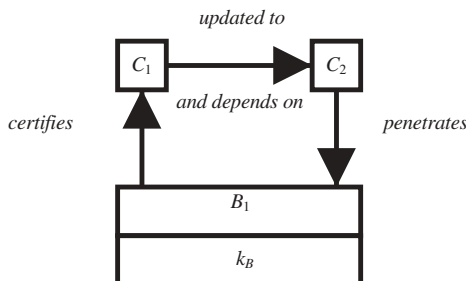 updated to
C1 C2
and depends on
certifies penetrates
B1
kB